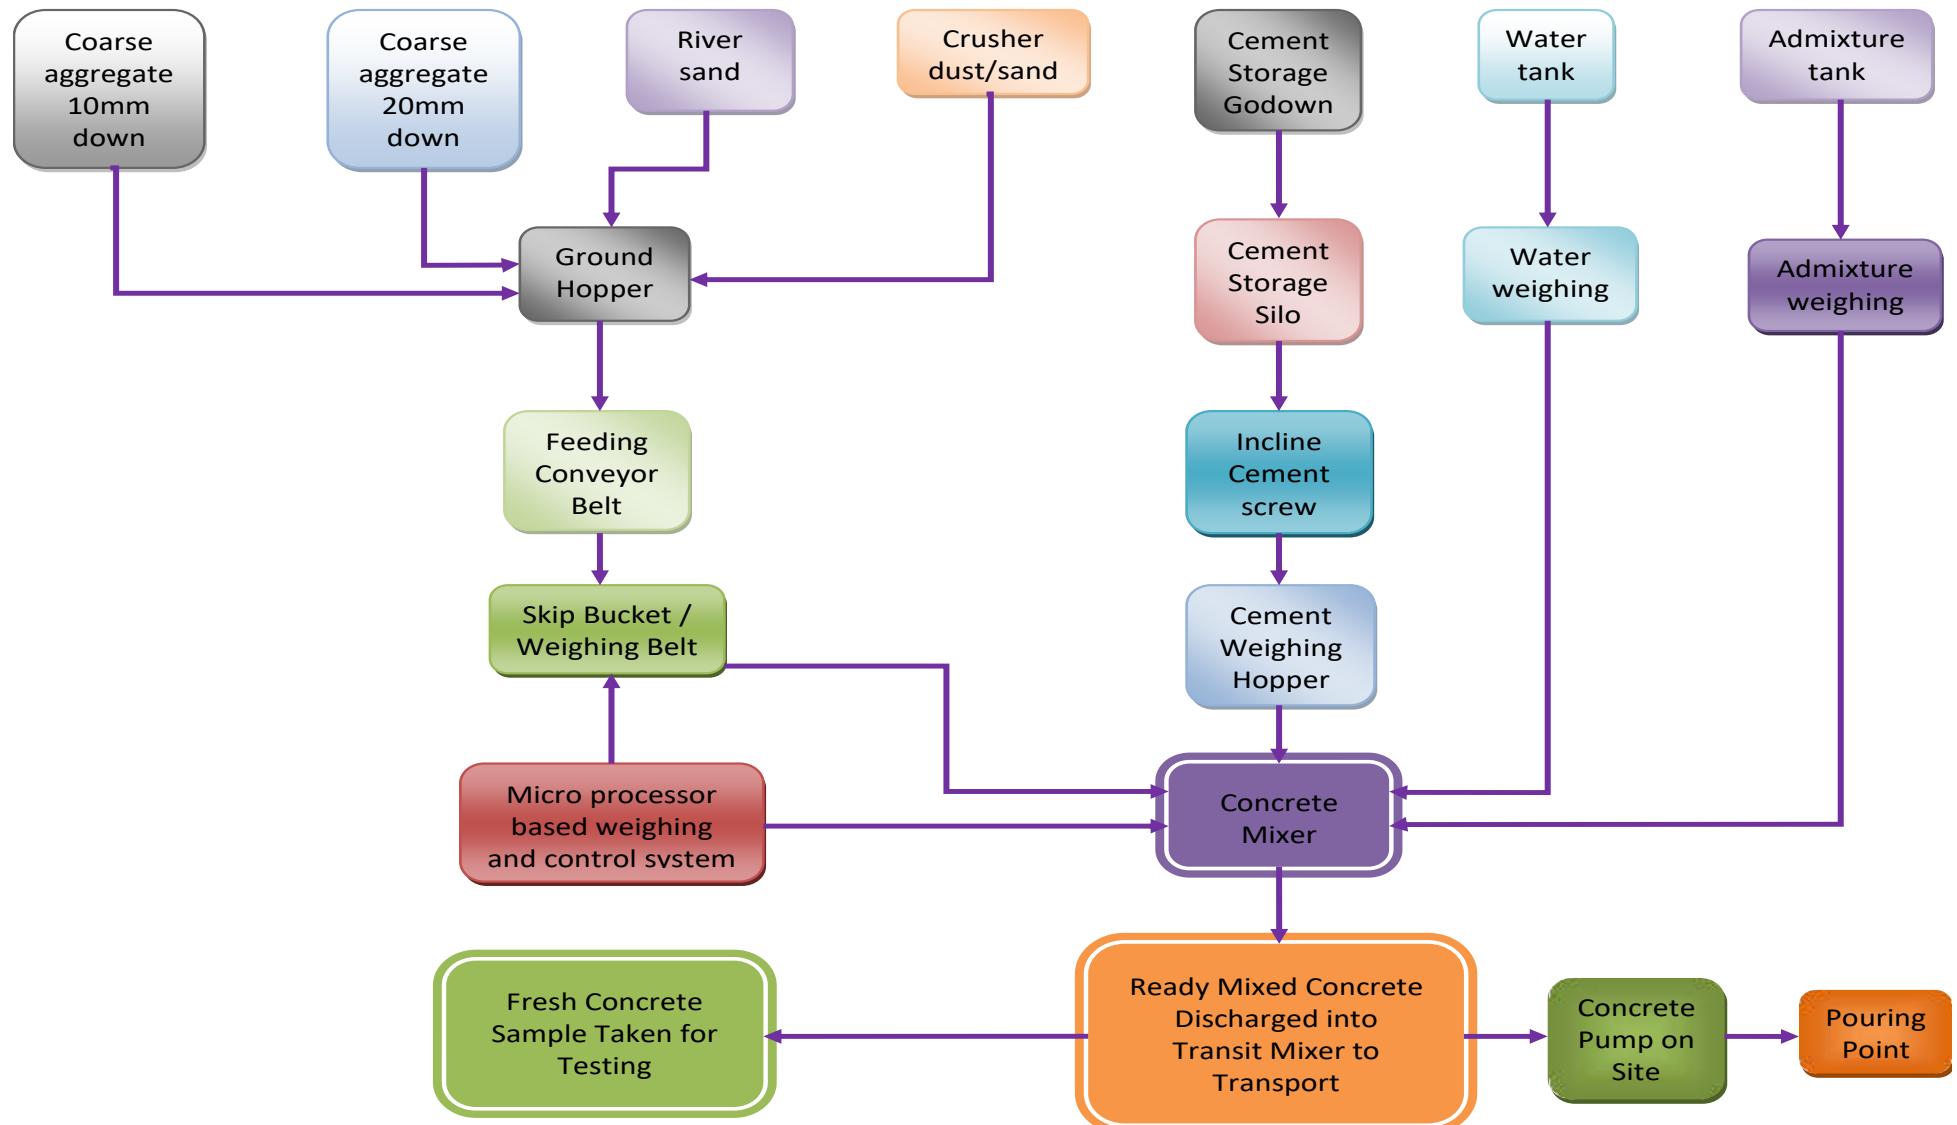 Coarse
aggregate
10mm
down
Coarse
aggregate
20mm
down
River
sand
Crusher
dust/sand
Cement
Storage
Godown
Water
tank
Admixture
tank
Ground
Hopper
Cement
Storage
Silo
Water
weighing
Admixture
weighing
Feeding
Conveyor
Belt
Incline
Cement
screw
Skip Bucket /
Weighing Belt
Cement
Weighing
Hopper
Micro processor
based weighing
and control system
Concrete
Mixer
Fresh Concrete
Sample Taken for
Testing
Ready Mixed Concrete
Discharged into
Transit Mixer to
Transport
Concrete
Pump on
Site
Pouring
Point